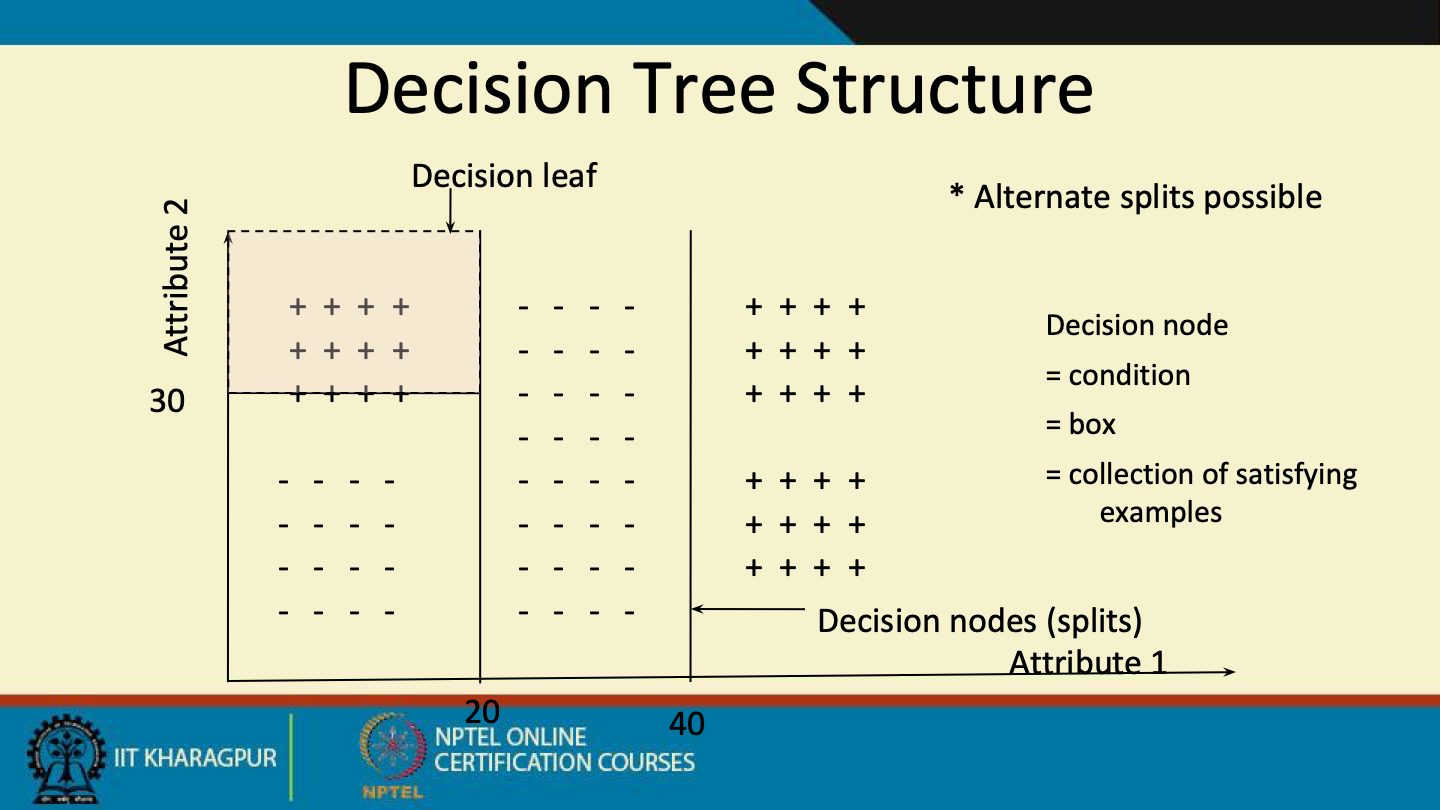 Decision Tree Structure
Decision leaf
* Alternate splits possible
Attribute 2
+ + + + - - - - + + + +
+ + + + - - - - + + + +
+ + + + - - - - + + + +
30
- - - -
- - - - - - - - + + + +
- - - - - - - - + + + +
- - - - - - - - + + + +
- - - - - - - -
Decision node
= condition
= box
= collection of satisfying
examples
Decision nodes (splits)
Attribute 1
20
40
IIT KHARAGPUR
NPTEL
NPTEL ONLINE
CERTIFICATION COURSES